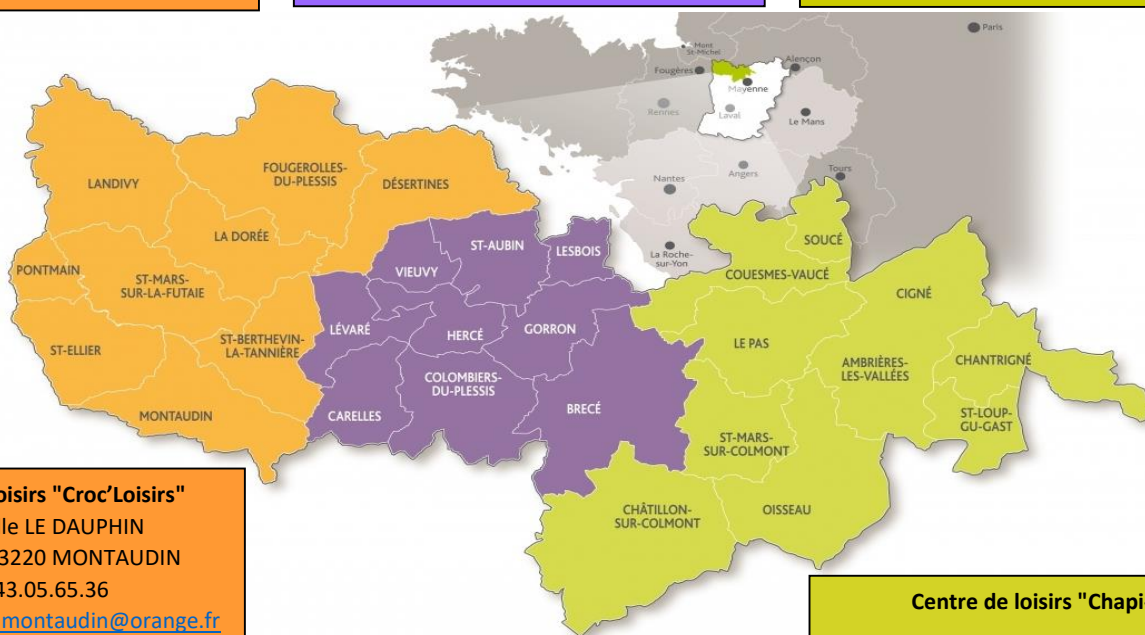 Paris
Mont
St-Michel
Alençon
Fougères
Mayenne
Rennes
Laval
Le Mans
Nantes
Angers
Tours
La Roche-
sur-Yon
LANDIVY
FOUGEROLLES-
DU-PLESSIS
DÉSERTINES
LA DORÉE
PONTMAIN
ST-MARS-
SUR-LA-FUTAIE
ST-ELLIER
ST-BERTHEVIN-
LA-TANNIÈRE
MONTAUDIN
ST-AUBIN
LESBOIS
VIEUVY
LÉVARÉ
HERCÉ
GORRON
COLOMBIERS-
DU-PLESSIS
CARELLES
BRECÉ
SOUCÉ
COUESMES-VAUCÉ
CIGNÉ
LE PAS
AMBRIÈRES-
LES-VALLÉES
CHANTRIGNÉ
ST-LOUP-
GU-GAST
ST-MARS-
SUR-COLMONT
CHÂTILLON-
SUR-COLMONT
OISSEAU
oisirs "Croc'Loisirs"
le LE DAUPHIN
3220 MONTAUDIN
43.05.65.36
montaudin@orange.fr
Centre de loisirs "Chapi